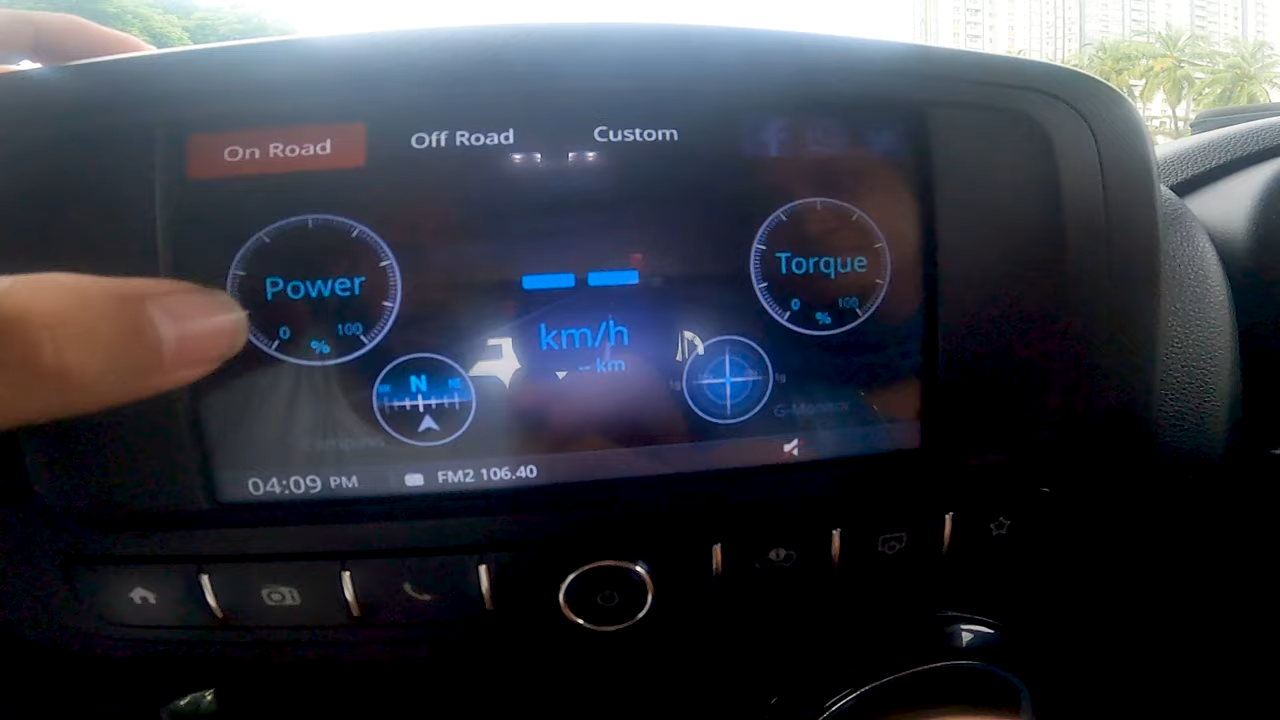 On Road
Off Road
Custom
Power
0 % 100
Torque
0 % 100
km/h
-- km
N
G-Monitor
04:09 PM
FM2 106.40